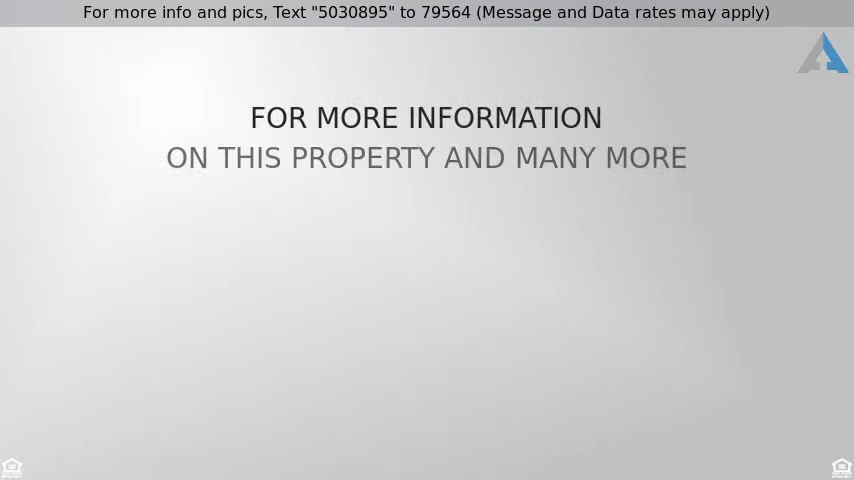 For more info and pics, Text "5030895" to 79564 (Message and Data rates may apply)
FOR MORE INFORMATION
ON THIS PROPERTY AND MANY MORE